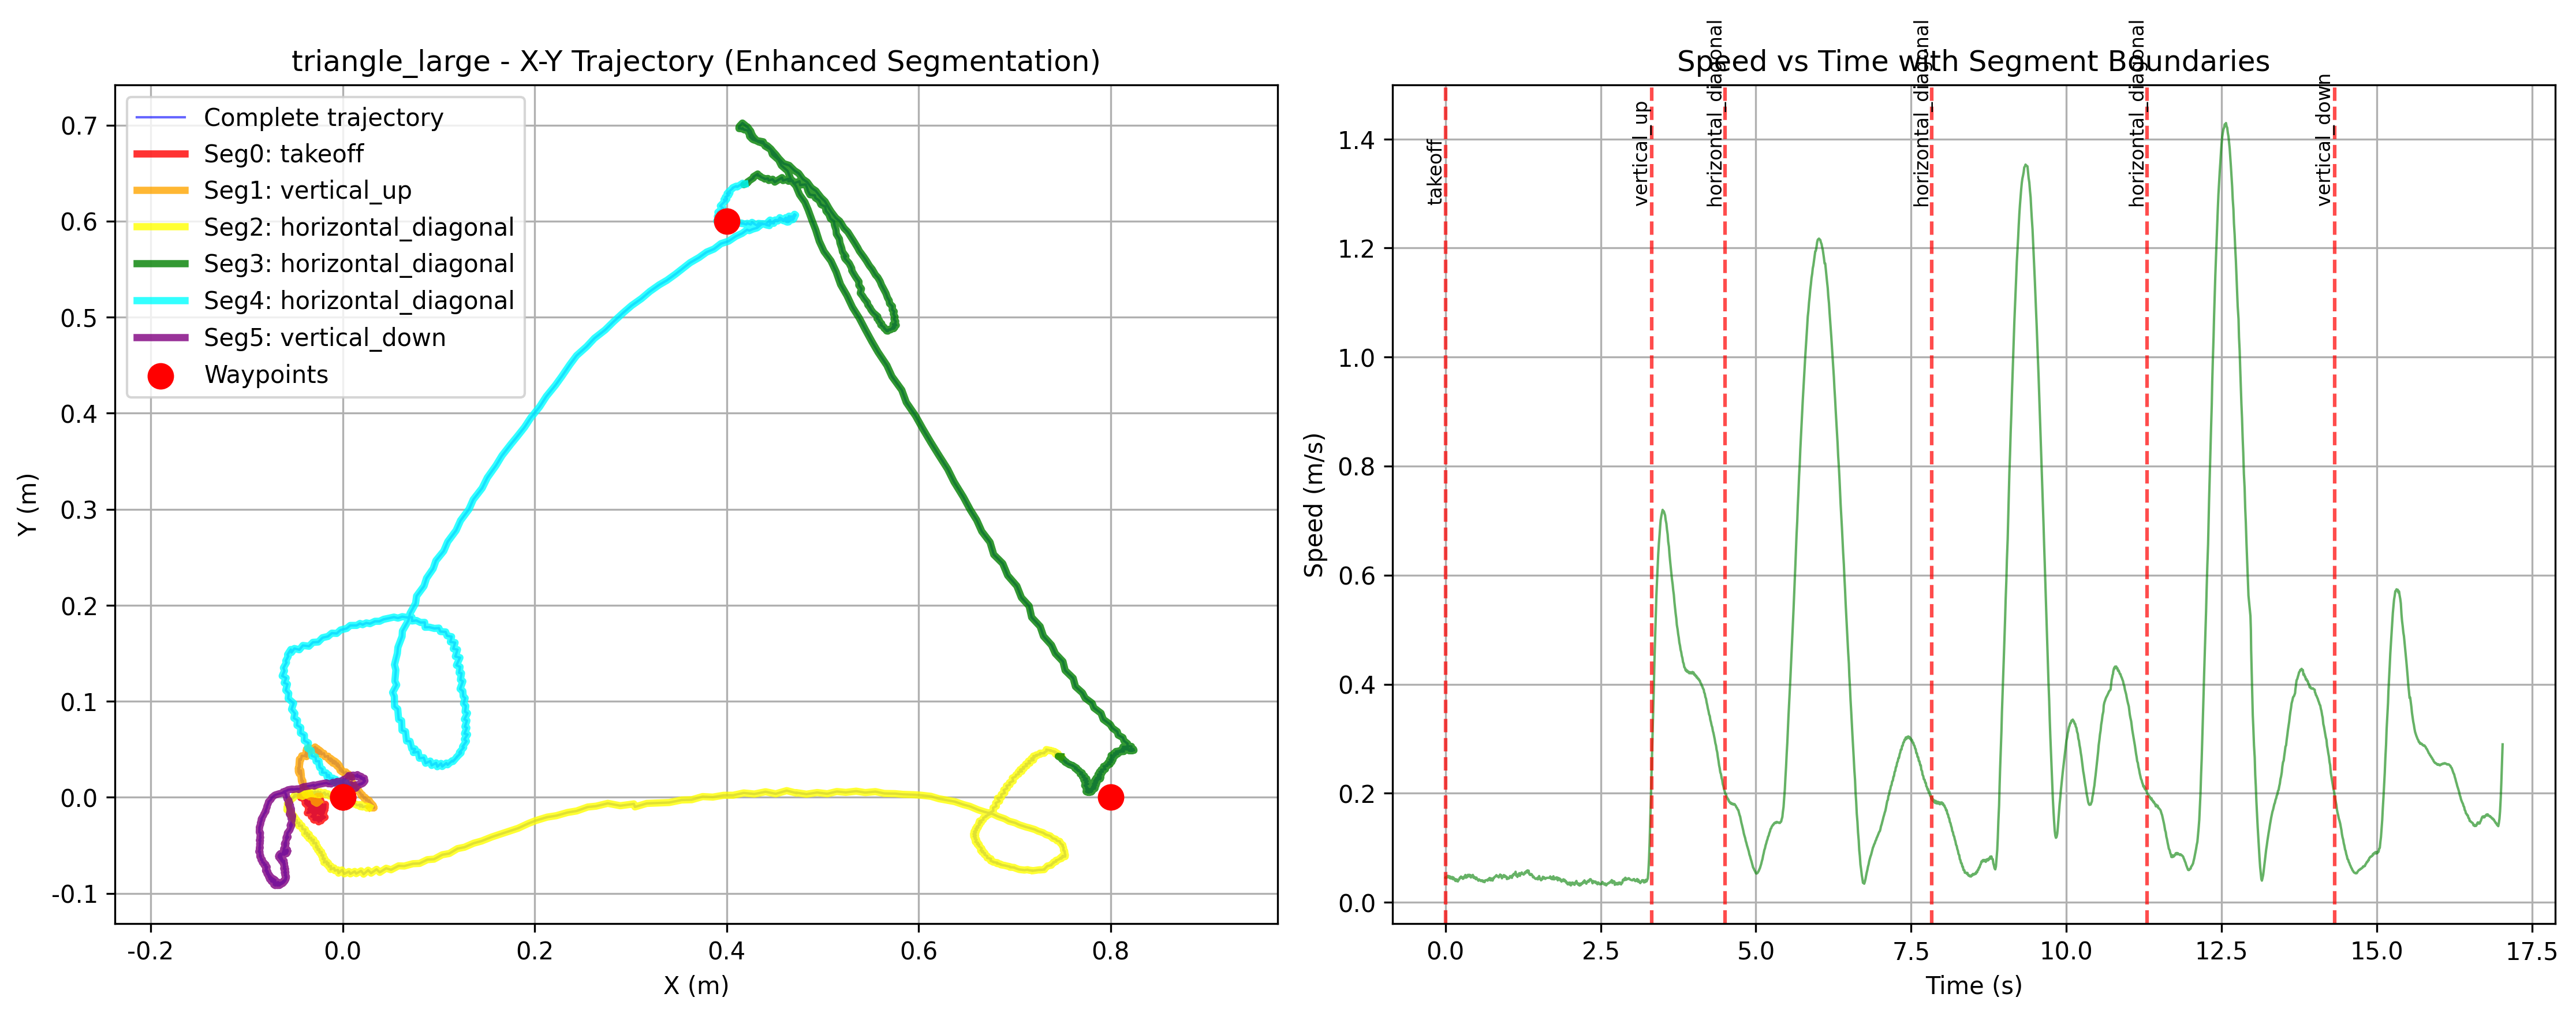 triangle_large - X-Y Trajectory (Enhanced Segmentation)
Complete trajectory
Seg0: takeoff
Seg1: vertical_up
Seg2: horizontal_diagonal
Seg3: horizontal_diagonal
Seg4: horizontal_diagonal
Seg5: vertical_down
Waypoints
0.7
0.6
0.5
0.4
0.3
0.2
0.1
0.0
-0.1
Y (m)
-0.2
0.0
0.2
0.4
0.6
0.8
X (m)
Speed vs Time with Segment Boundaries
takeoff
vertical_up
horizontal_diagonal
horizontal_diagonal
horizontal_diagonal
vertical_down
1.4
1.2
1.0
0.8
0.6
0.4
0.2
0.0
Speed (m/s)
0.0
2.5
5.0
7.5
10.0
12.5
15.0
17.5
Time (s)